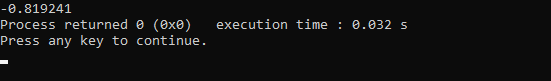 -0.819241
Process returned 0 (0x0)   execution time : 0.032 s
Press any key to continue.